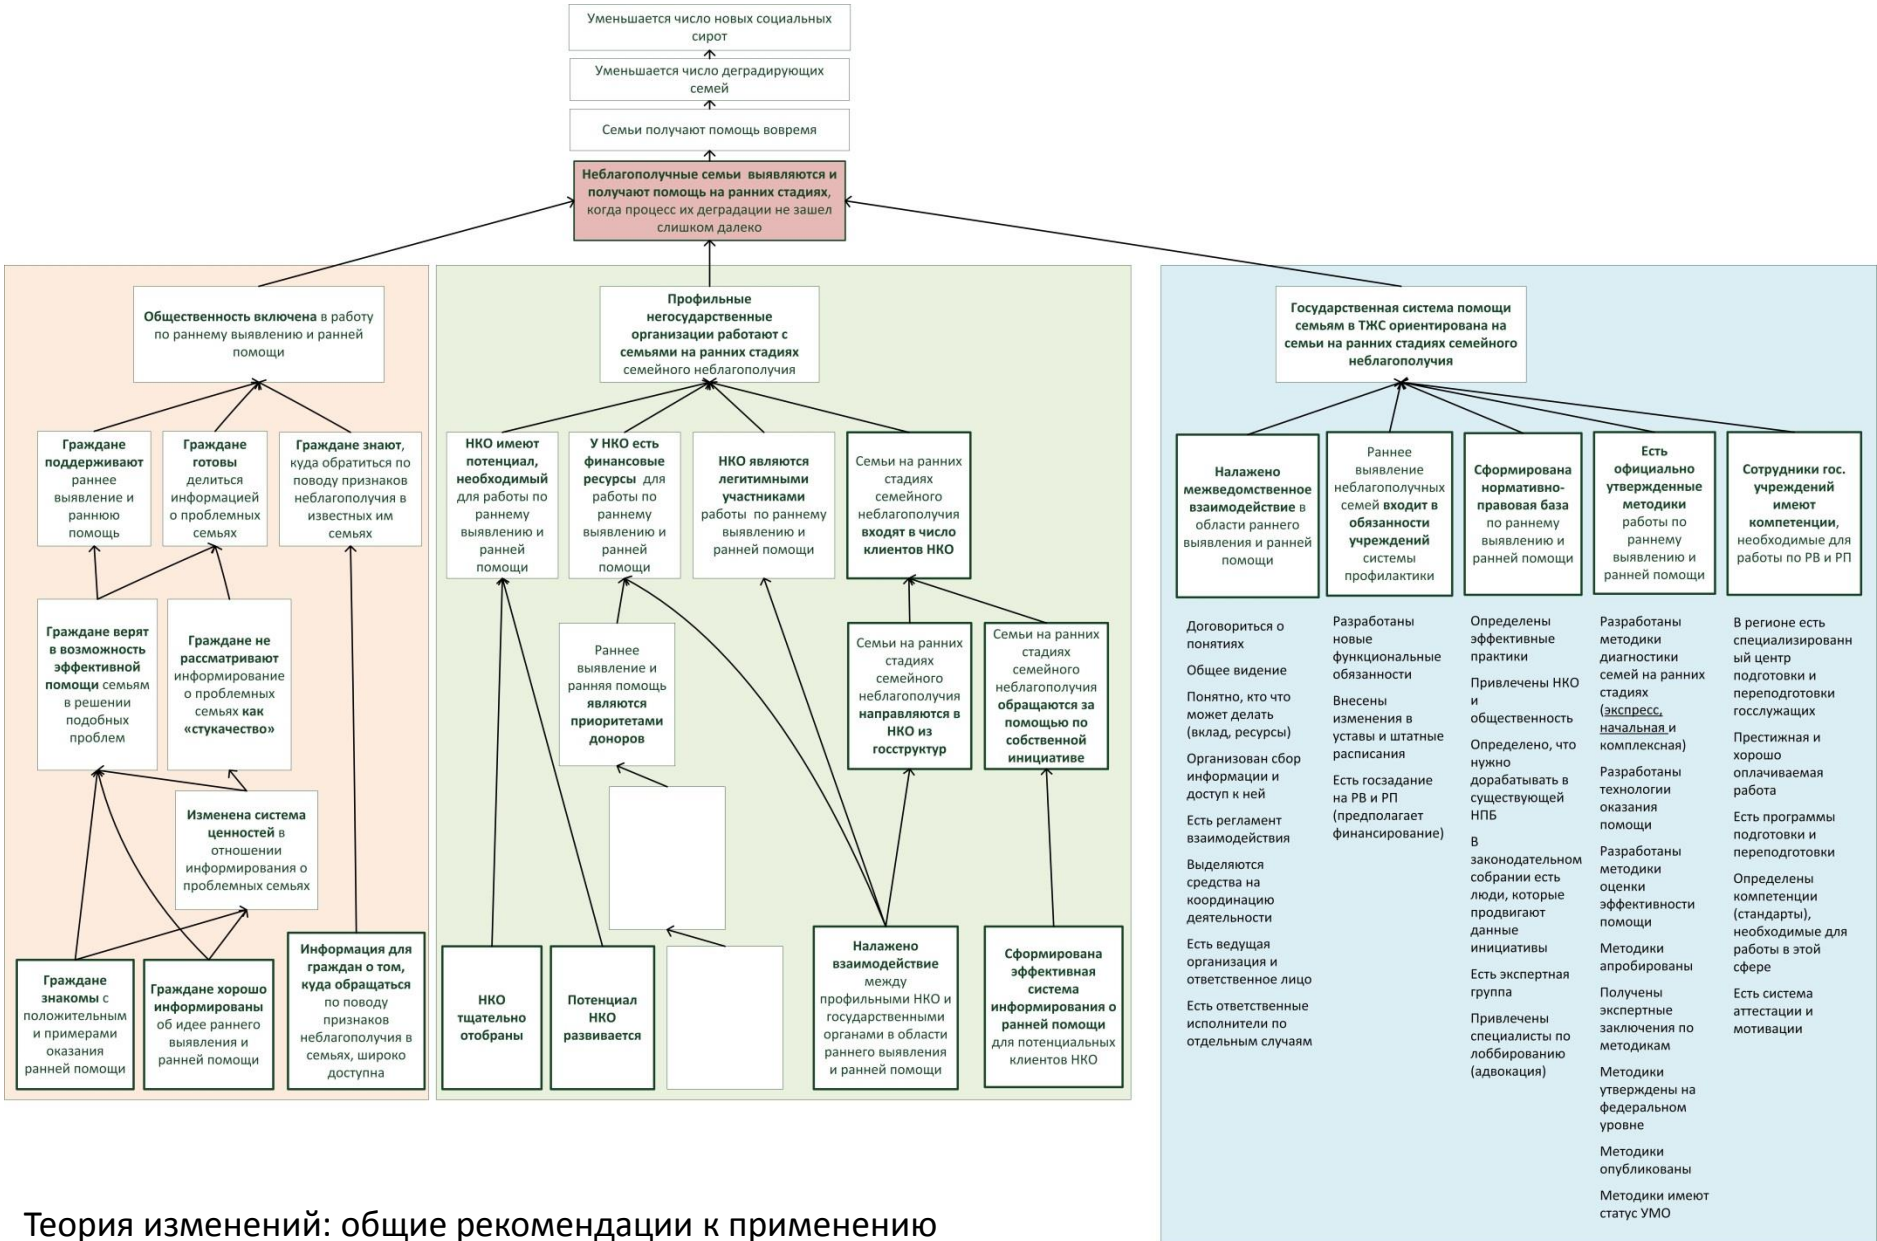 Уменьшается число новых социальных
сирот
Уменьшается число деградирующих
семей
Семьи получают помощь вовремя
Неблагополучные семьи выявляются и
получают помощь на ранних стадиях,
когда процесс их деградации не зашел
слишком далеко
Общественность включена в работу
по раннему выявлению и ранней
помощи
Граждане
поддерживают
раннее
выявление и
раннюю
помощь
Граждане
готовы
делиться
информацией
о проблемных
семьях
Граждане знают,
куда обратиться по
поводу признаков
неблагополучия в
известных им
семьях
Граждане верят
в возможность
эффективной
помощи семьям
в решении
подобных
проблем
Граждане не
рассматривают
информирование
о проблемных
семьях как
«стукачество»
Изменена система
ценностей в
отношении
информирования о
проблемных семьях
Граждане
знакомы с
положительным
и примерами
оказания
ранней помощи
Граждане хорошо
информированы
об идее раннего
выявления и
ранней помощи
Информация для
граждан о том,
куда обращаться
по поводу
признаков
неблагополучия в
семьях, широко
доступна
Профильные
негосударственные
организации работают с
семьями на ранних стадиях
семейного неблагополучия
НКО имеют
потенциал,
необходимый
для работы по
раннему
выявлению и
ранней
помощи
У НКО есть
финансовые
ресурсы для
работы по
раннему
выявлению и
ранней
помощи
НКО являются
легитимными
участниками
работы по раннему
выявлению и
ранней помощи
Семьи на ранних
стадиях
семейного
неблагополучия
входят в число
клиентов НКО
Раннее
выявление и
ранняя помощь
являются
приоритетами
доноров
Семьи на ранних
стадиях
семейного
неблагополучия
направляются в
НКО из
госструктур
Семьи на ранних
стадиях
семейного
неблагополучия
обращаются за
помощью по
собственной
инициативе
НКО
тщательно
отобраны
Потенциал
НКО
развивается
Налажено
взаимодействие
между
профильными НКО и
государственными
органами в области
раннего выявления
и ранней помощи
Сформирована
эффективная
система
информирования о
ранней помощи
для потенциальных
клиентов НКО
Государственная система помощи
семьям в ТЖС ориентирована на
семьи на ранних стадиях семейного
неблагополучия
Налажено
межведомственное
взаимодействие в
области раннего
выявления и ранней
помощи
Раннее
выявление
неблагополучных
семей входит в
обязанности
учреждений
системы
профилактики
Сформирована
нормативно-
правовая база
по раннему
выявлению и
ранней помощи
Есть
официально
утвержденные
методики
работы по
раннему
выявлению и
ранней помощи
Сотрудники гос.
учреждений
имеют
компетенции,
необходимые для
работы по РВ и РП
Договориться о
понятиях
Общее видение
Понятно, кто что
может делать
(вклад, ресурсы)
Организован сбор
информации и
доступ к ней
Есть регламент
взаимодействия
Выделяются
средства на
координацию
деятельности
Есть ведущая
организация и
ответственное лицо
Есть ответственные
исполнители по
отдельным случаям
Разработаны
новые
функциональные
обязанности
Внесены
изменения в
уставы и штатные
расписания
Есть госзадание
на РВ и РП
(предполагает
финансирование)
Определены
эффективные
практики
Привлечены НКО
и
общественность
Определено, что
нужно
дорабатывать в
существующей
НПБ
В
законодательном
собрании есть
люди, которые
продвигают
данные
инициативы
Есть экспертная
группа
Привлечены
специалисты по
лоббированию
(адвокация)
Разработаны
методики
диагностики
семей на ранних
стадиях
(экспресс,
начальная и
комплексная)
Разработаны
технологии
оказания
помощи
Разработаны
методики
оценки
эффективности
помощи
Методики
апробированы
Получены
экспертные
заключения по
методикам
Методики
утверждены на
федеральном
уровне
Методики
опубликованы
Методики имеют
статус УМО
В регионе есть
специализированн
ый центр
подготовки и
переподготовки
госслужащих
Престижная и
хорошо
оплачиваемая
работа
Есть программы
подготовки и
переподготовки
Определены
компетенции
(стандарты),
необходимые для
работы в этой
сфере
Есть система
аттестации и
мотивации
Теория изменений: общие рекомендации к применению